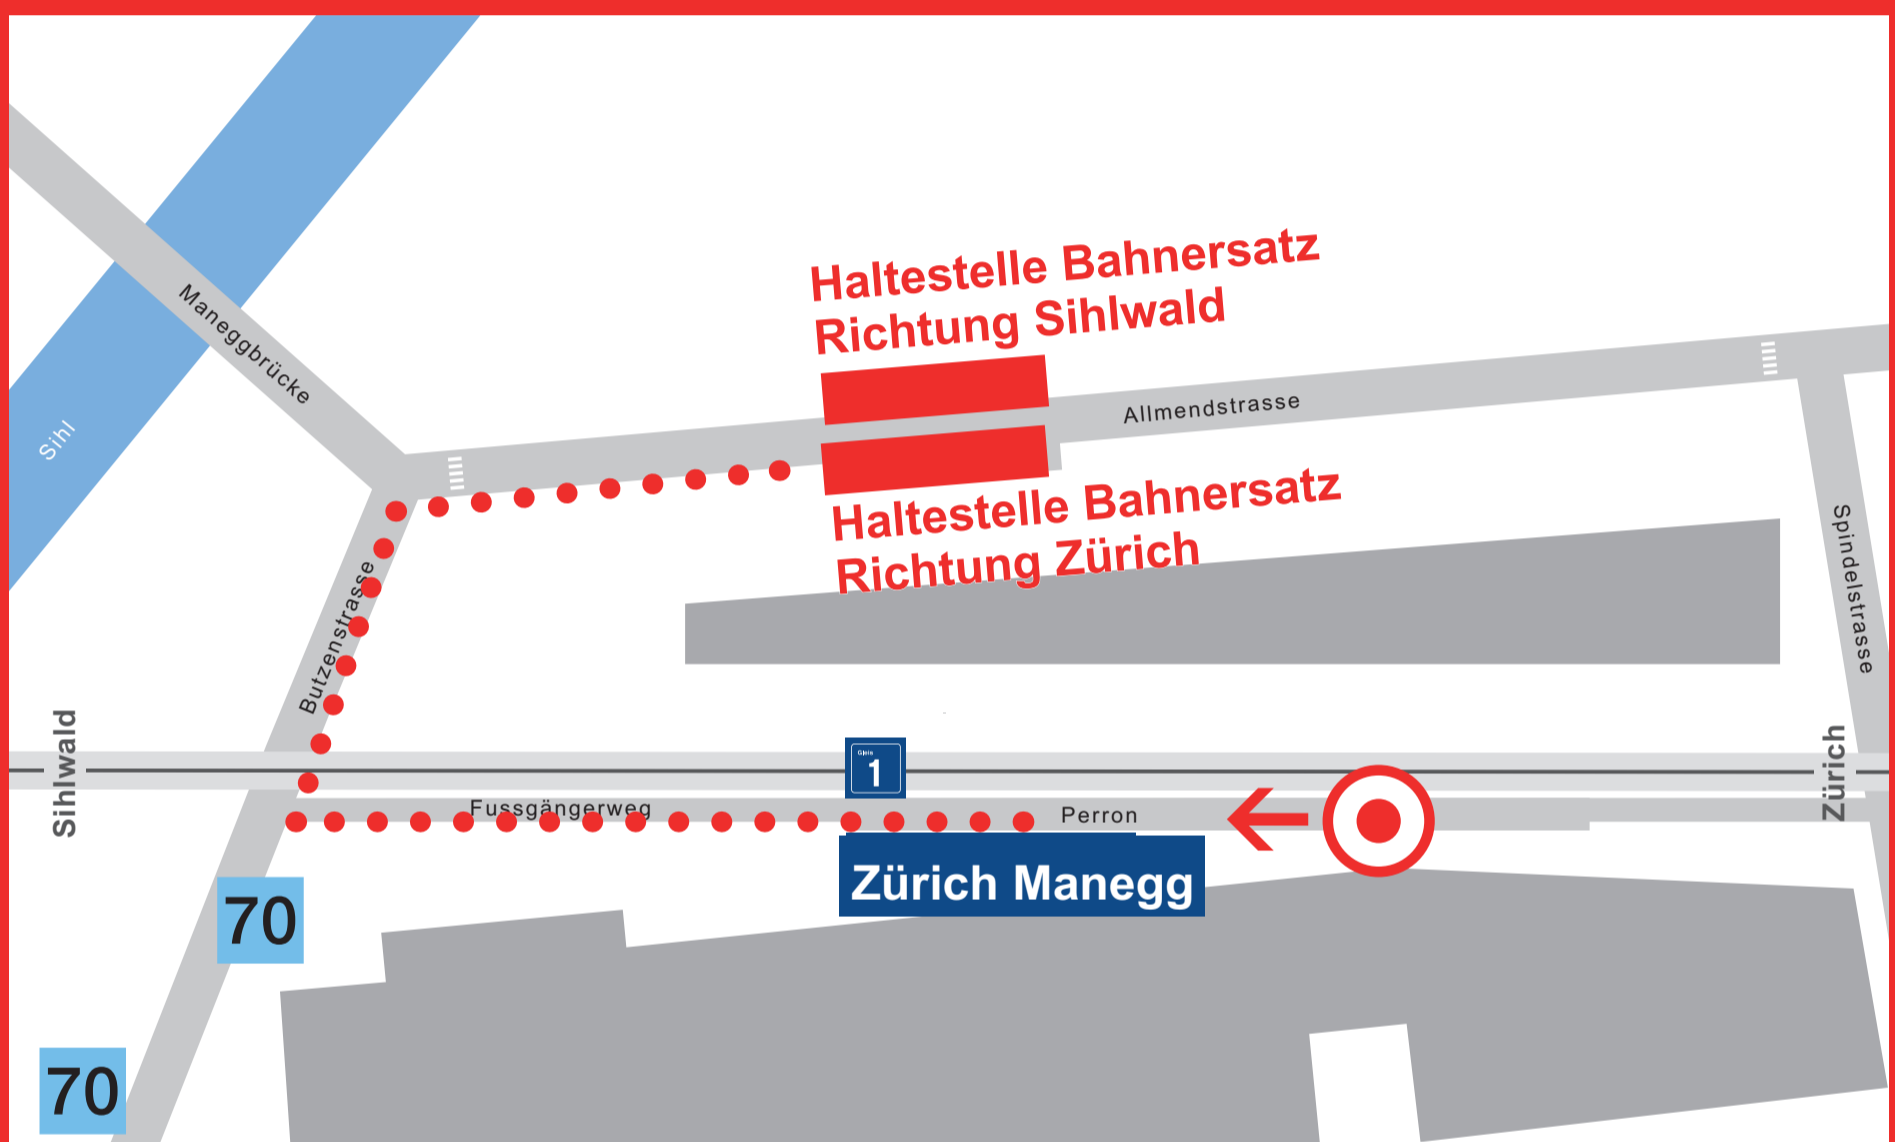 Haltestelle Bahnersatz
Richtung Sihlwald
Maneggbrücke
Sihl
Allmendstrasse
Haltestelle Bahnersatz
Richtung Zürich
Spindelstrasse
Butzenstrasse
Sihlwald
Gleis
1
Zürich
Fussgängerweg
Perron
Zürich Manegg
70
70